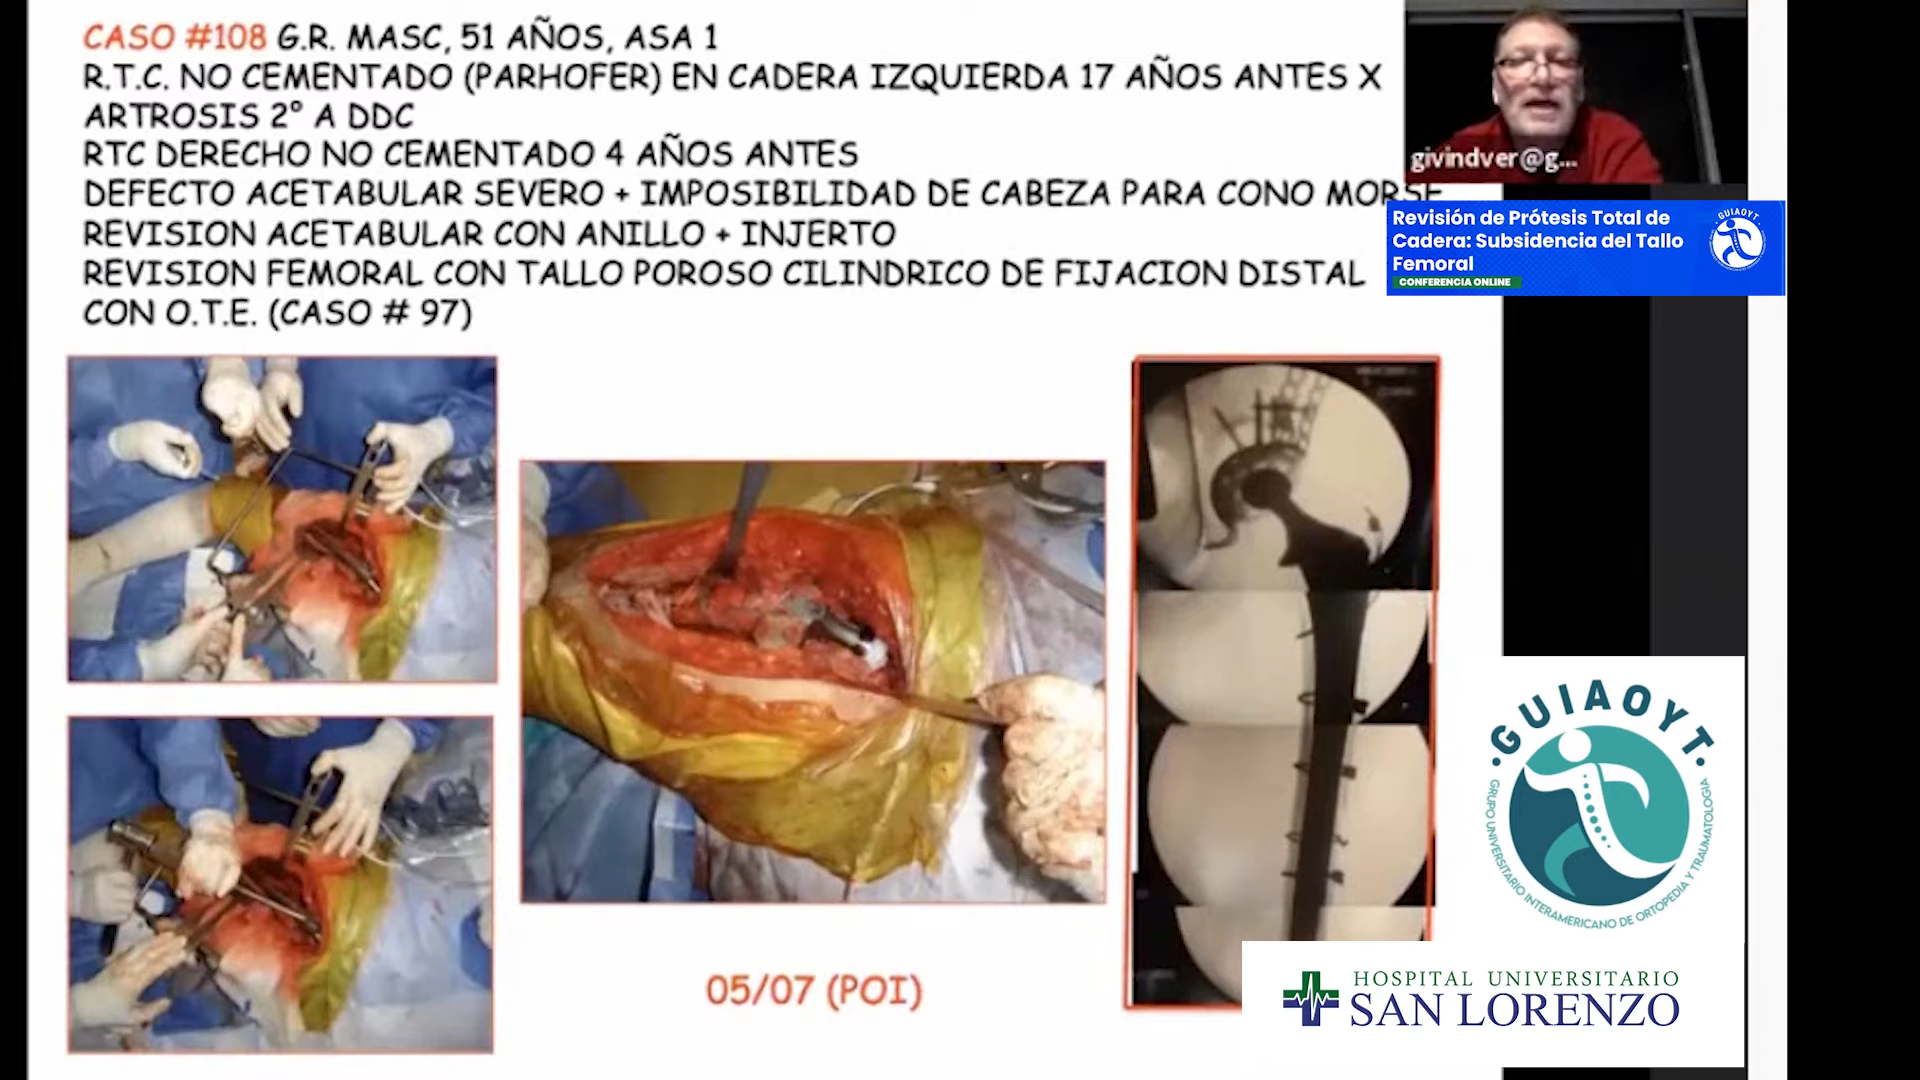 CASO #108 G.R. MASC, 51 AÑOS, ASA 1
R.T.C. NO CEMENTADO (PARHOFER) EN CADERA IZQUIERDA 17 AÑOS ANTES X
ARTROSIS 2° A DDC
RTC DERECHO NO CEMENTADO 4 AÑOS ANTES
DEFECTO ACETABULAR SEVERO + IMPOSIBILIDAD DE CABEZA PARA CONO MORSE
REVISION ACETABULAR CON ANILLO + INJERTO
REVISION FEMORAL CON TALLO POROSO CILINDRICO DE FIJACION DISTAL
CON O.T.E. (CASO # 97)
givindver@g...
Revisión de Prótesis Total de
Cadera: Subsidencia del Tallo
Femoral
CONFERENCIA ONLINE
GUIAOYT
05/07 (POI)
·GUIAOYT·
GRUPO UNIVERSITARIO INTERAMERICANO DE ORTOPEDIA Y TRAUMATOLOGIA
HOSPITAL UNIVERSITARIO
SAN LORENZO